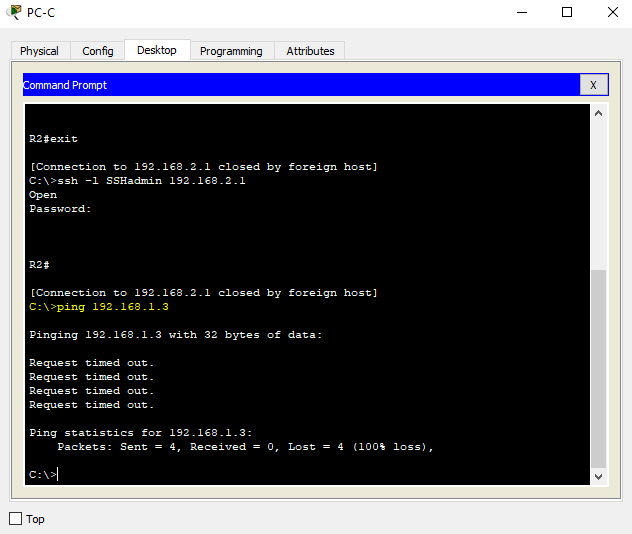 PC-C
Physical Config Desktop Programming Attributes
Command Prompt X
R2#exit
[Connection to 192.168.2.1 closed by foreign host]
C:\>ssh -l SSHadmin 192.168.2.1
Open
Password:
R2#
[Connection to 192.168.2.1 closed by foreign host]
C:\>ping 192.168.1.3
Pinging 192.168.1.3 with 32 bytes of data:
Request timed out.
Request timed out.
Request timed out.
Request timed out.
Ping statistics for 192.168.1.3:
Packets: Sent = 4, Received = 0, Lost = 4 (100% loss),
C:\>
Top